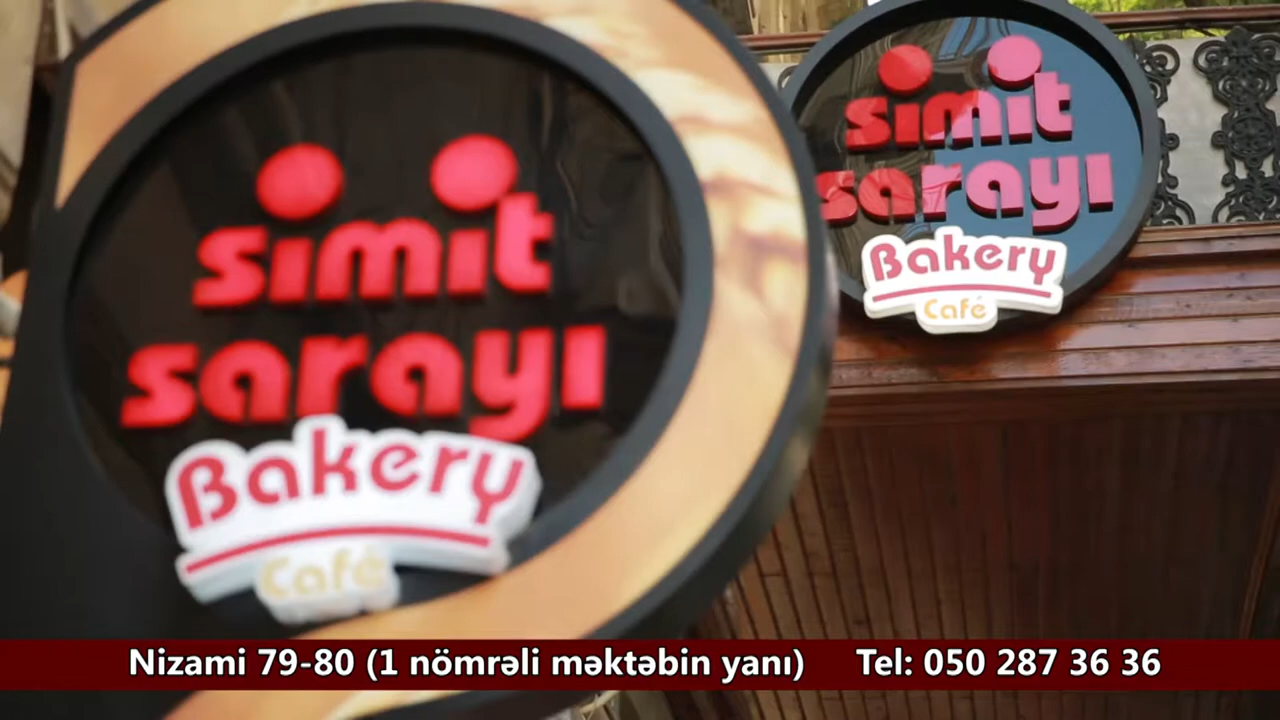 simit
sarayı
Bakery
Café
simit
sarayı
Bakery
Café
Nizami 79-80 (1 nömrəli məktəbin yanı) Tel: 050 287 36 36